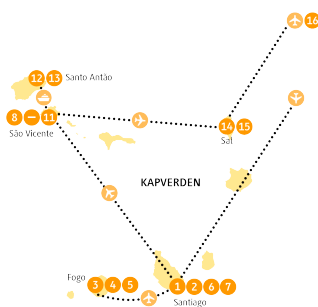 16
12 13 Santo Antão
8 — 11
São Vicente
14 15
Sal
KAPVERDEN
Fogo
3 4 5
1 2 6 7
Santiago